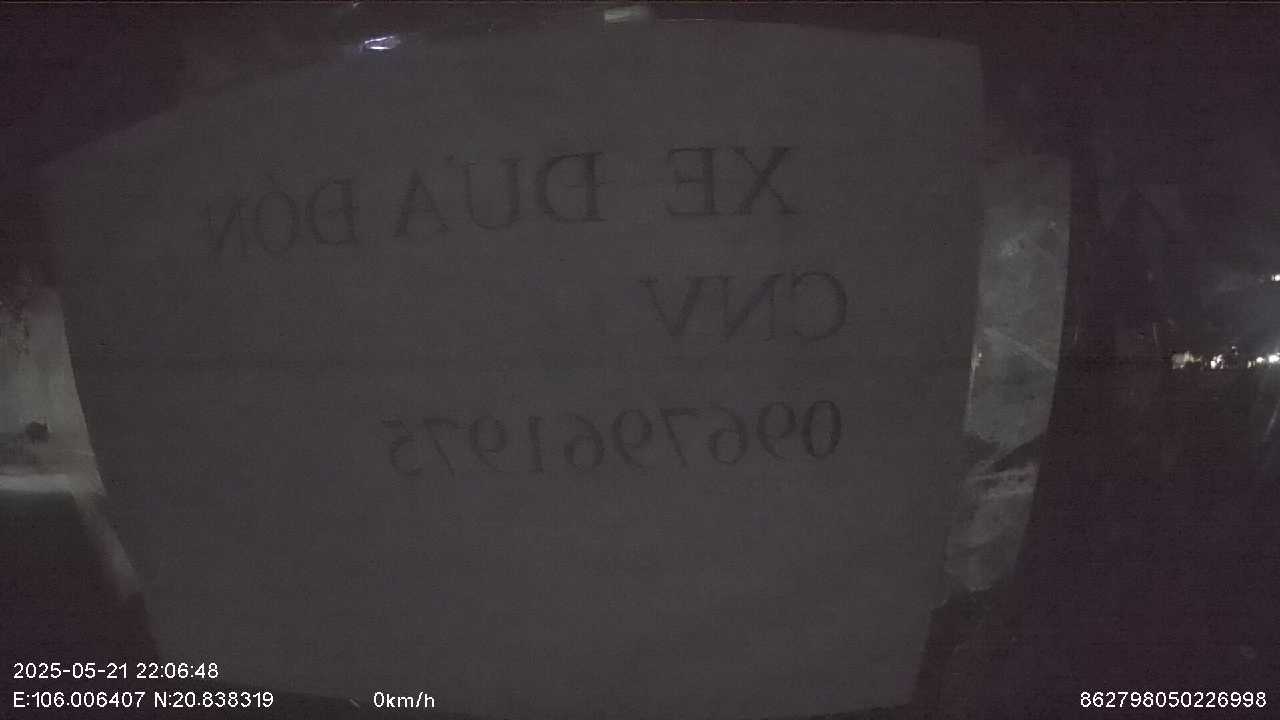 XE ĐƯA ĐÓN
CNV
0967961975
2025-05-21 22:06:48
E:106.006407 N:20.838319 0km/h
862798050226998